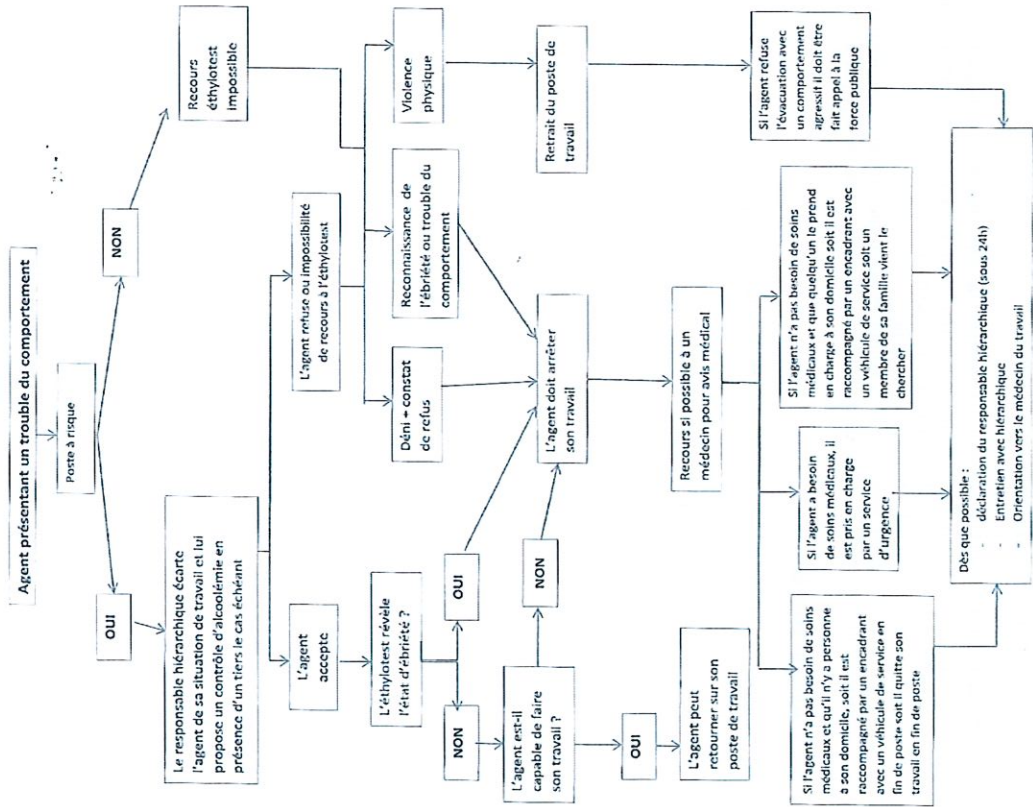 Agent présentant un trouble du comportement
Poste à risque
OUI
NON
Le responsable hiérarchique écarte
l'agent de sa situation de travail et lui
propose un contrôle d'alcoolémie en
présence d'un tiers le cas échéant
Recours
éthylotest
impossible
L'agent
accepte
L'agent refuse ou impossibilité
de recours à l'éthylotest
L'éthylotest révèle
l'état d'ébriété ?
Déni + constat
de refus
Reconnaissance de
l'ébriété ou trouble du
comportement
Violence
physique
NON
OUI
L'agent est-il
capable de faire
son travail ?
NON
L'agent doit arrêter
son travail
Retrait du poste de
travail
OUI
L'agent peut
retourner sur son
poste de travail
Recours si possible à un
médecin pour avis médical
Si l'agent n'a pas besoin de soins
médicaux et qu'il n'y a personne
à son domicile, soit il est
raccompagné par un encadrant
avec un véhicule de service en
fin de poste soit il quitte son
travail en fin de poste
Si l'agent a besoin
de soins médicaux, il
est pris en charge
par un service
d'urgence
Si l'agent n'a pas besoin de soins
médicaux et que quelqu'un le prend
en charge à son domicile soit il est
raccompagné par un encadrant avec
un véhicule de service soit un
membre de sa famille vient le
chercher
Si l'agent refuse
l'évacuation avec
un comportement
agressif il doit être
fait appel à la
force publique
Dès que possible :
- déclaration du responsable hiérarchique (sous 24h)
- Entretien avec hiérarchique
- Orientation vers le médecin du travail